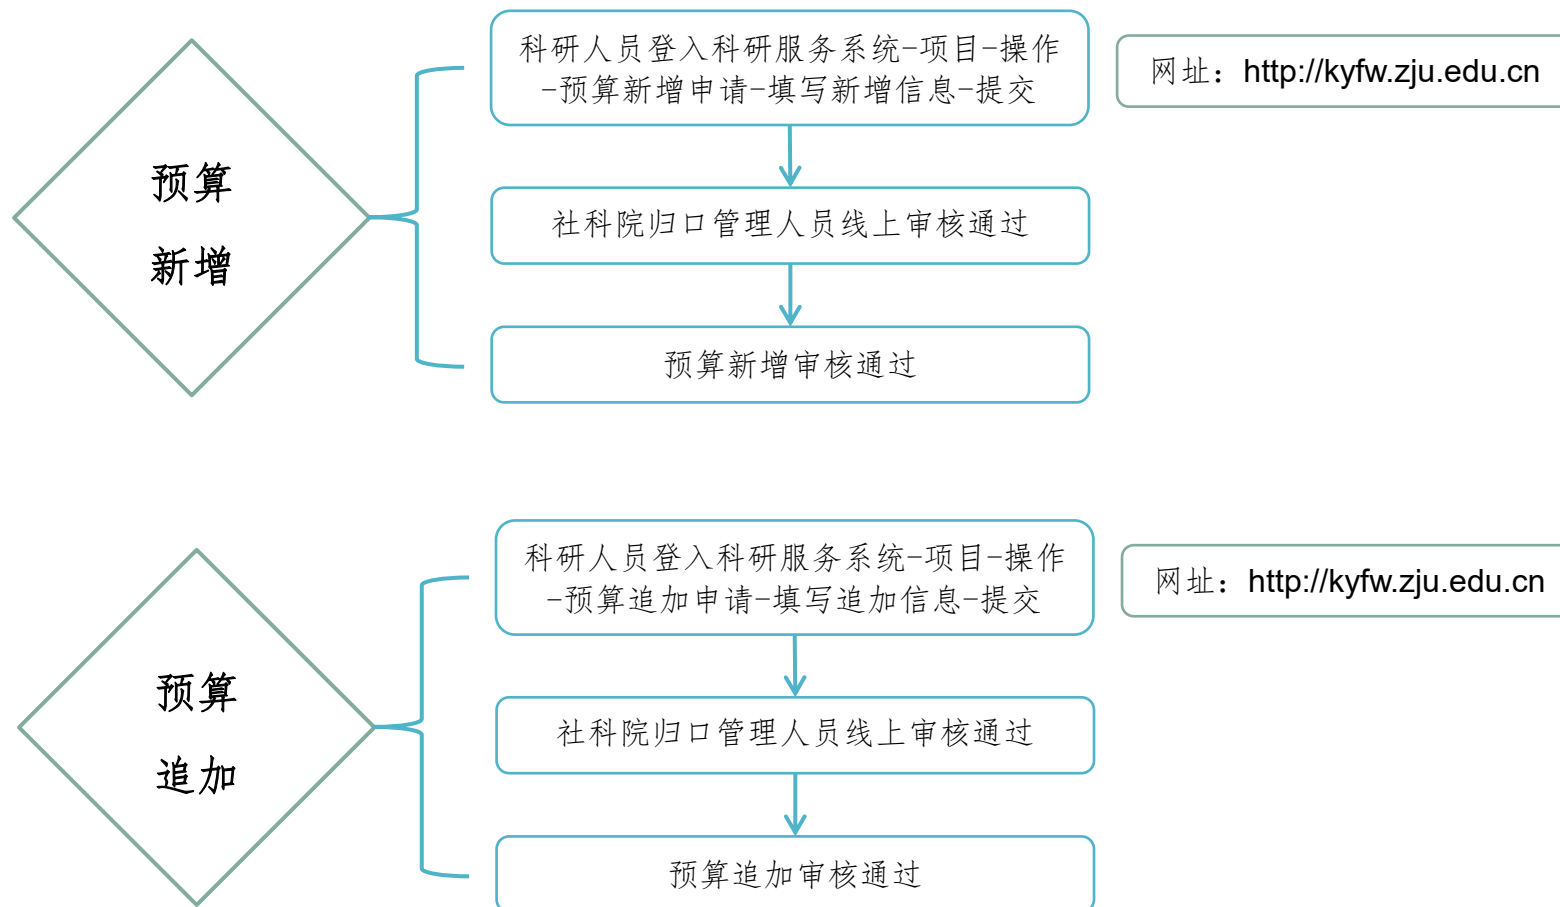 科研人员登入科研服务系统-项目-操作
-预算新增申请-填写新增信息-提交
网址：http://kyfw.zju.edu.cn
预算
新增
社科院归口管理人员线上审核通过
预算新增审核通过
科研人员登入科研服务系统-项目-操作
-预算追加申请-填写追加信息-提交
网址：http://kyfw.zju.edu.cn
预算
追加
社科院归口管理人员线上审核通过
预算追加审核通过